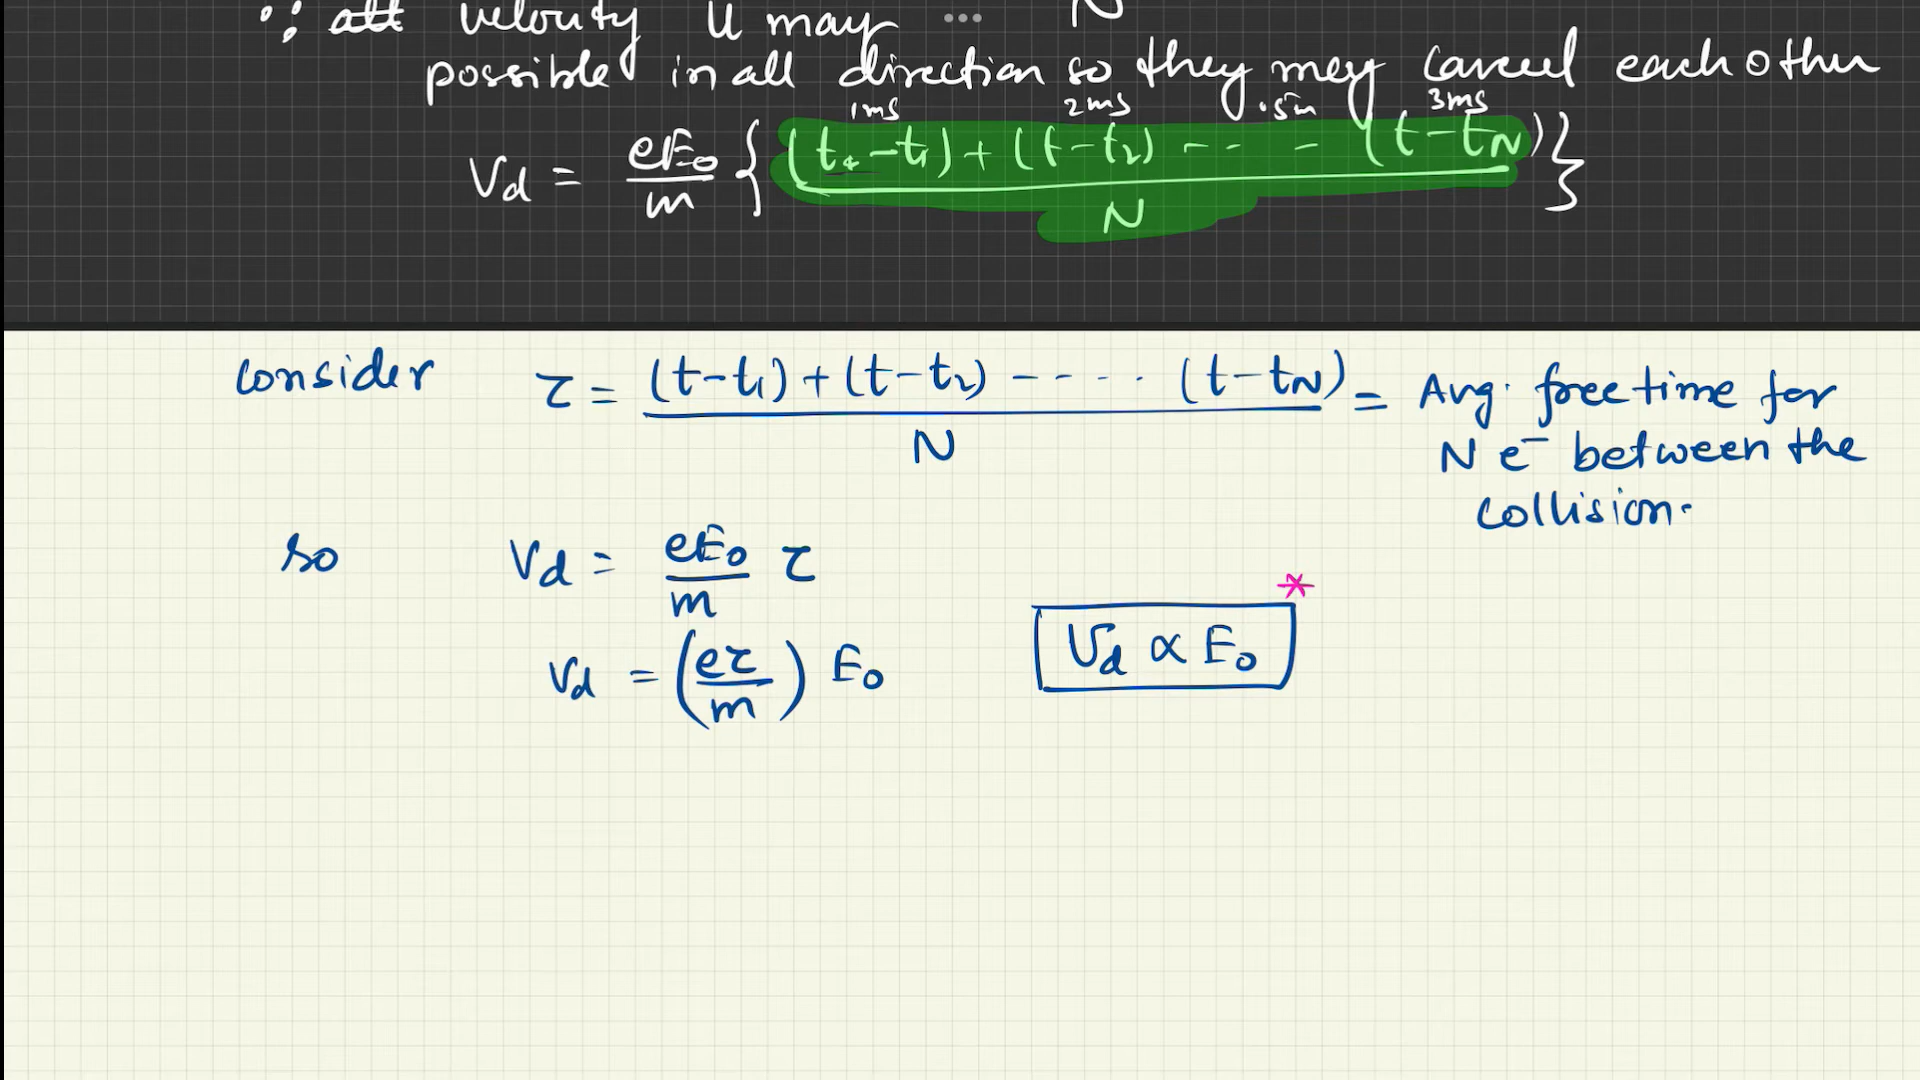 ∵ all velocity u may ... N
possible in all direction so they may cancel each other
1ms 2ms .5m 3ms
Vd = eE₀/m { (t-t₁)+(t-t₂) --- (t-tN) / N }
consider τ = (t-t₁)+(t-t₂) ---- (t-tN) / N = Avg. free time for
N e⁻ between the
collision.
so Vd = eE₀/m τ
*
Vd = (eτ/m) E₀ Vd ∝ E₀